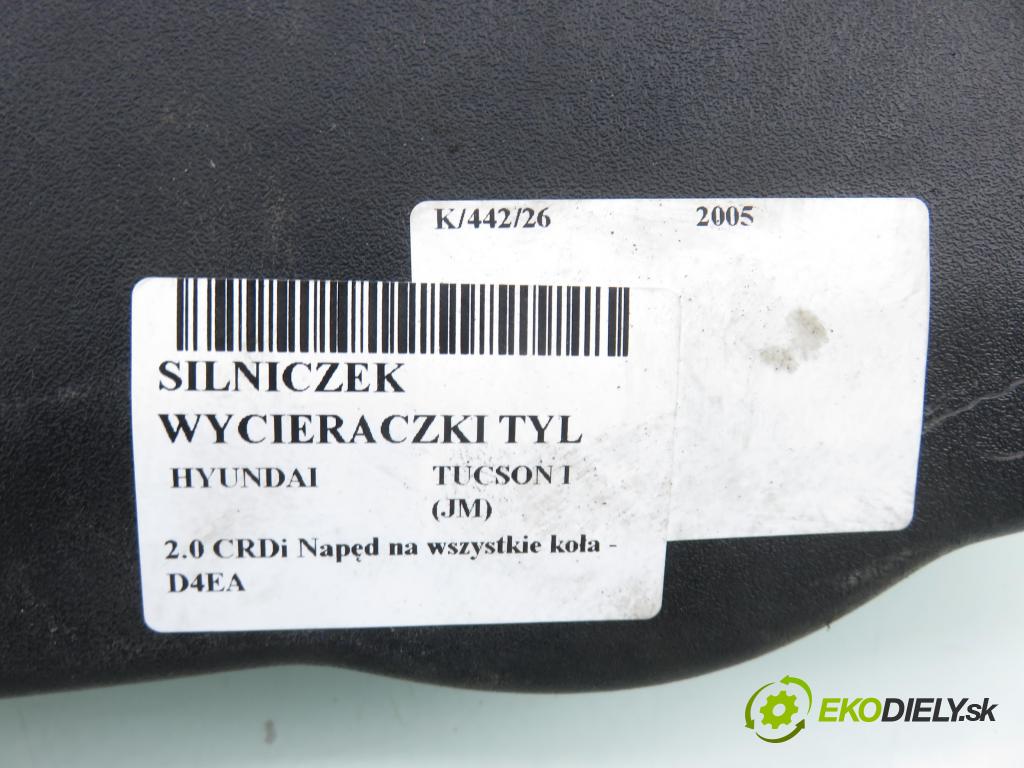 K/442/26 2005
SILNICZEK
WYCIERACZKI TYL
HYUNDAI TUCSON I
(JM)
2.0 CRDi Napęd na wszystkie koła -
D4EA
EKODIELY.sk